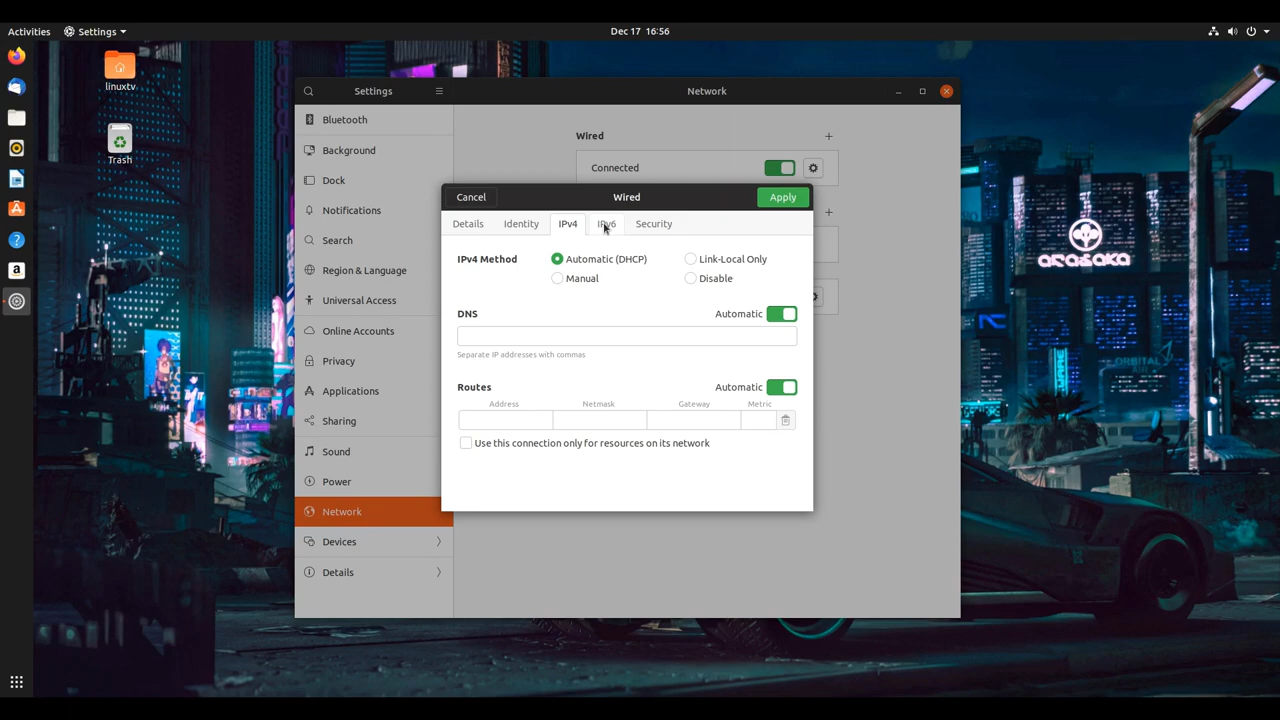 Activities
Settings
Dec 17 16:56
linuxtv
Trash
Settings
Network
Bluetooth
Background
Dock
Notifications
Search
Region & Language
Universal Access
Online Accounts
Privacy
Applications
Sharing
Sound
Power
Network
Devices
Details
Wired
Connected
Cancel
Wired
Apply
Details
Identity
IPv4
IPv6
Security
IPv4 Method
Automatic (DHCP)
Link-Local Only
Manual
Disable
DNS
Automatic
Separate IP addresses with commas
Routes
Automatic
Address
Netmask
Gateway
Metric
Use this connection only for resources on its network
arasaka
ORBITAL
AIR